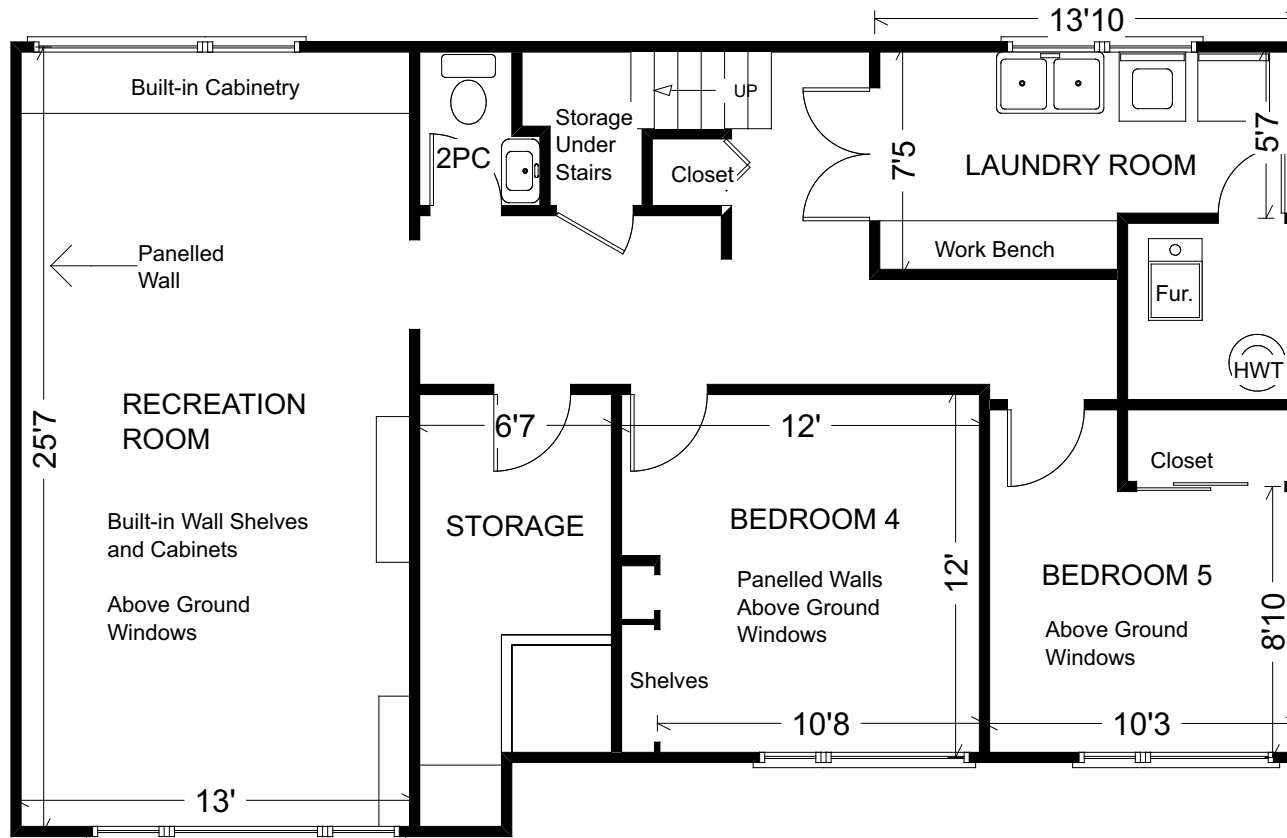 13'10
Built-in Cabinetry
UP
Storage
Under
Stairs
2PC
Closet
7'5
LAUNDRY ROOM
5'7
Panelled
Wall
Work Bench
Fur.
HWT
RECREATION
ROOM
25'7
6'7
12'
Closet
Built-in Wall Shelves
and Cabinets
STORAGE
BEDROOM 4
12'
Panelled Walls
Above Ground
Windows
BEDROOM 5
8'10
Above Ground
Windows
Above Ground
Windows
Shelves
10'8
10'3
13'